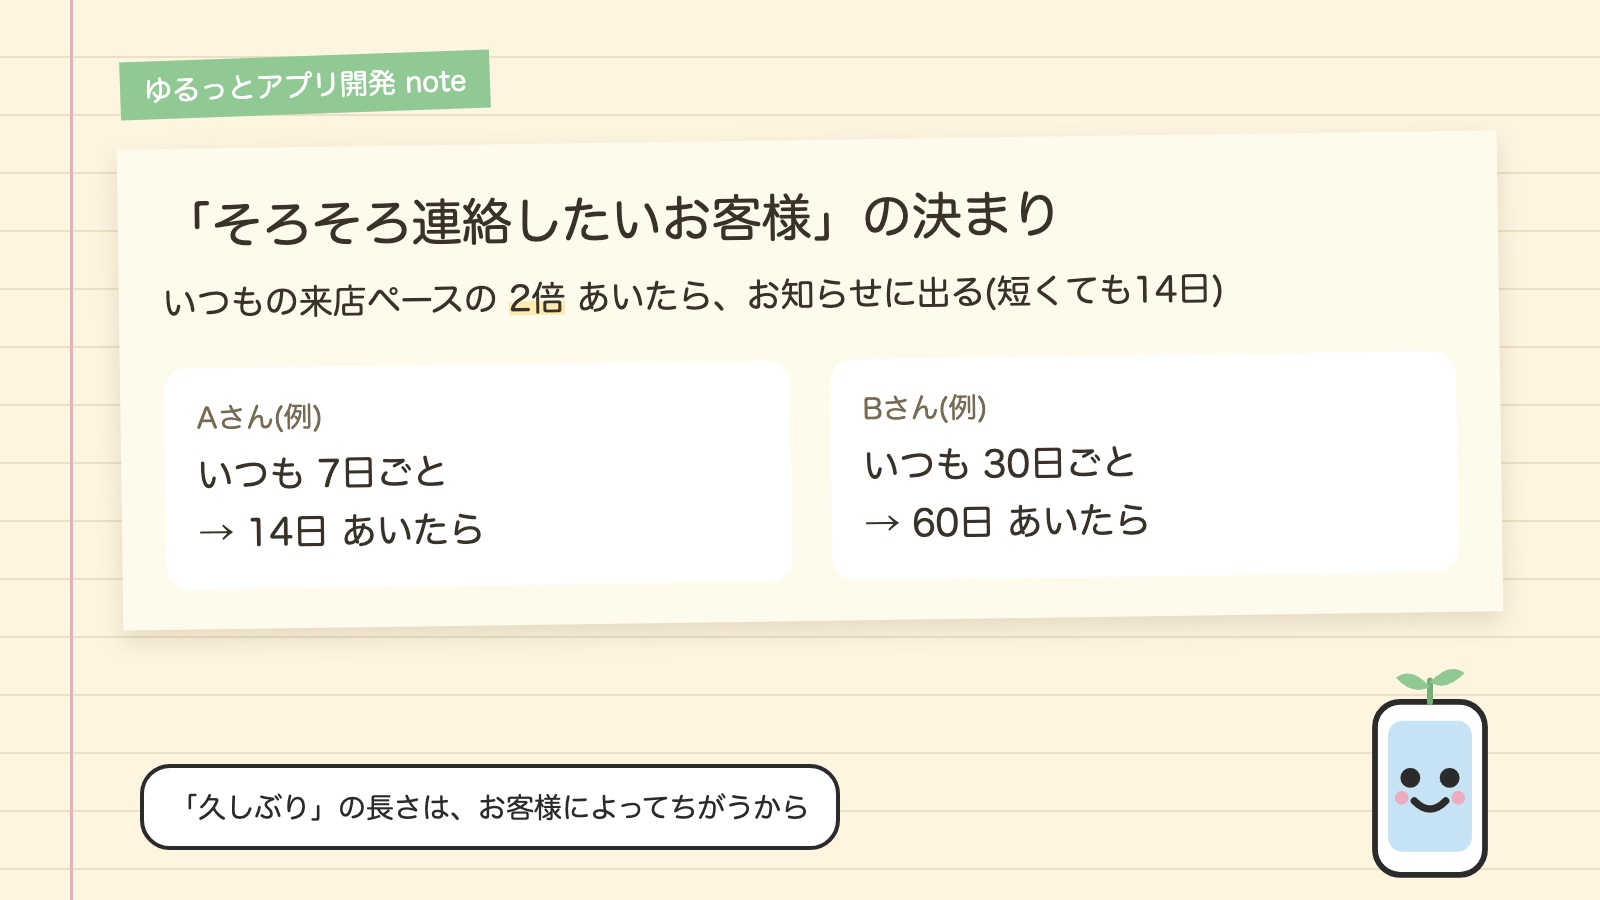 ゆるっとアプリ開発 note
「そろそろ連絡したいお客様」の決まり
いつもの来店ペースの 2倍 あいたら、お知らせに出る(短くても14日)
Aさん(例)
いつも 7日ごと
→ 14日 あいたら
Bさん(例)
いつも 30日ごと
→ 60日 あいたら
「久しぶり」の長さは、お客様によってちがうから